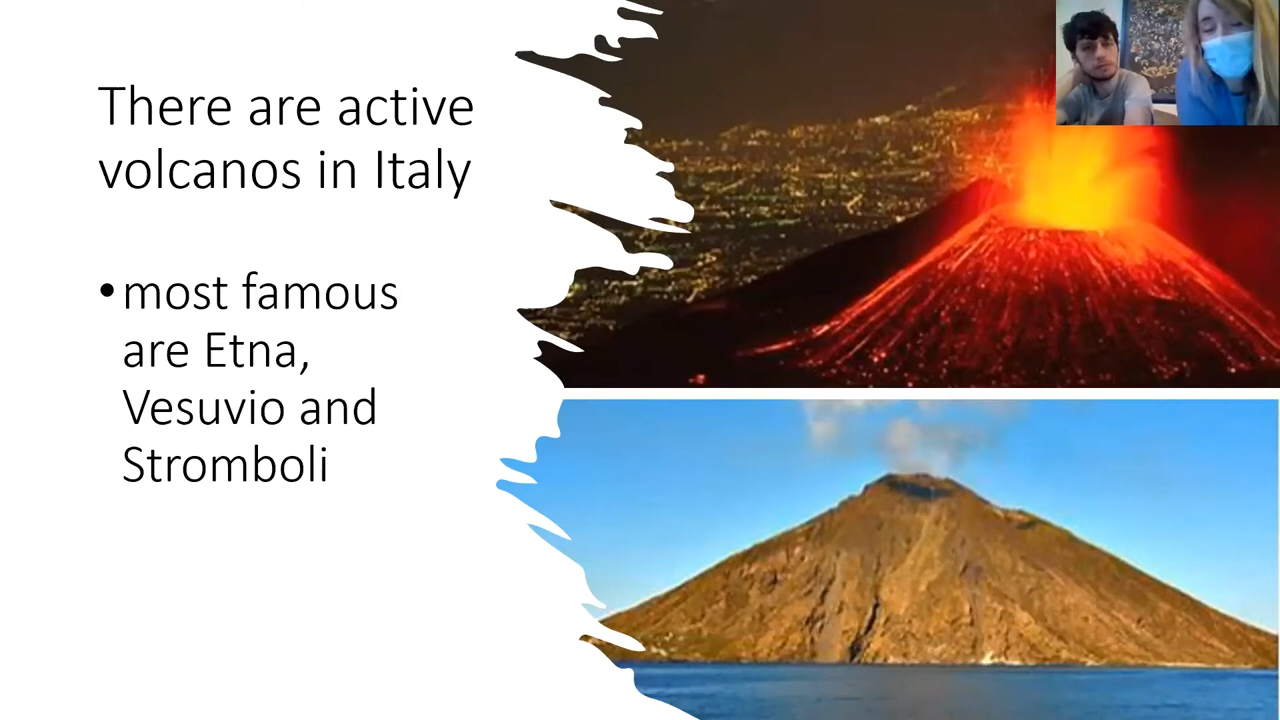 There are active
volcanos in Italy
• most famous
are Etna,
Vesuvio and
Stromboli